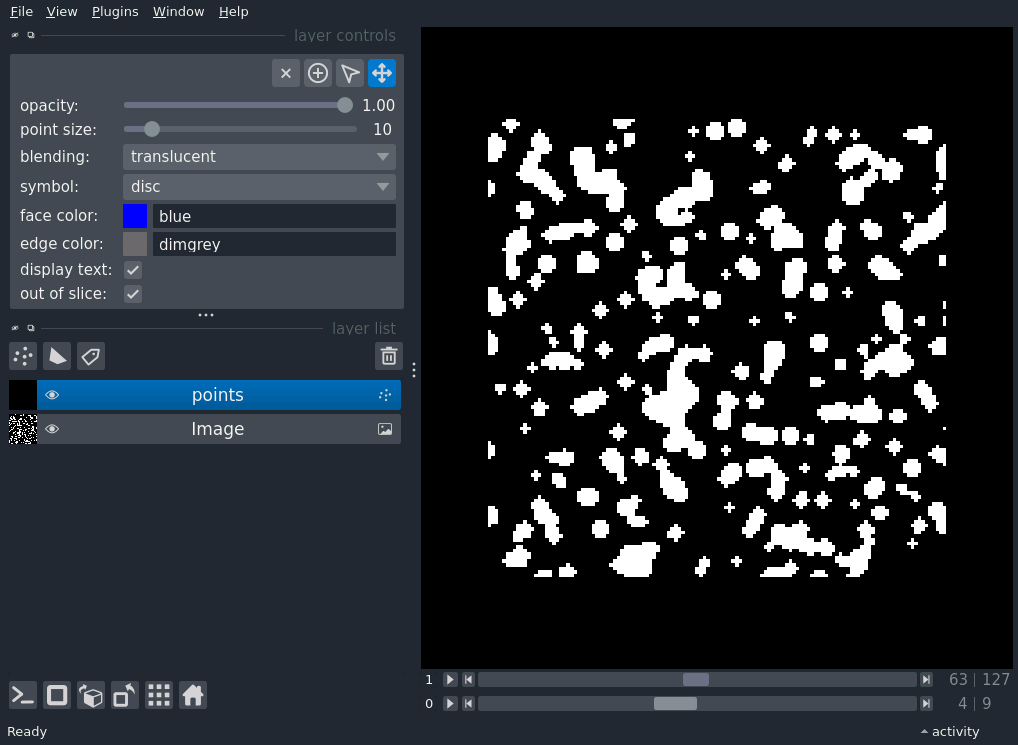 File View Plugins Window Help
layer controls
opacity: 1.00
point size: 10
blending: translucent
symbol: disc
face color: blue
edge color: dimgrey
display text:
out of slice:
layer list
points
Image
1 63 | 127
0 4 | 9
Ready activity